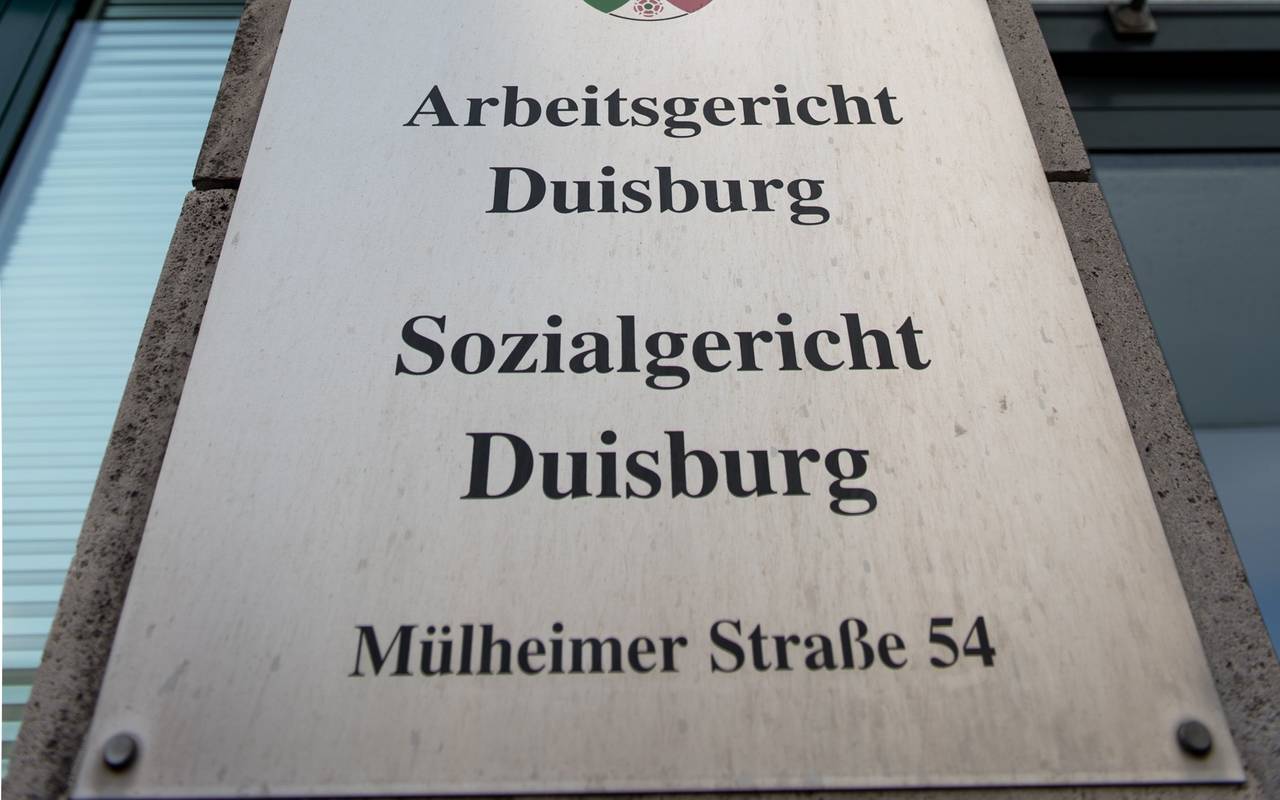 Arbeitsgericht
Duisburg
Sozialgericht
Duisburg
Mülheimer Straße 54